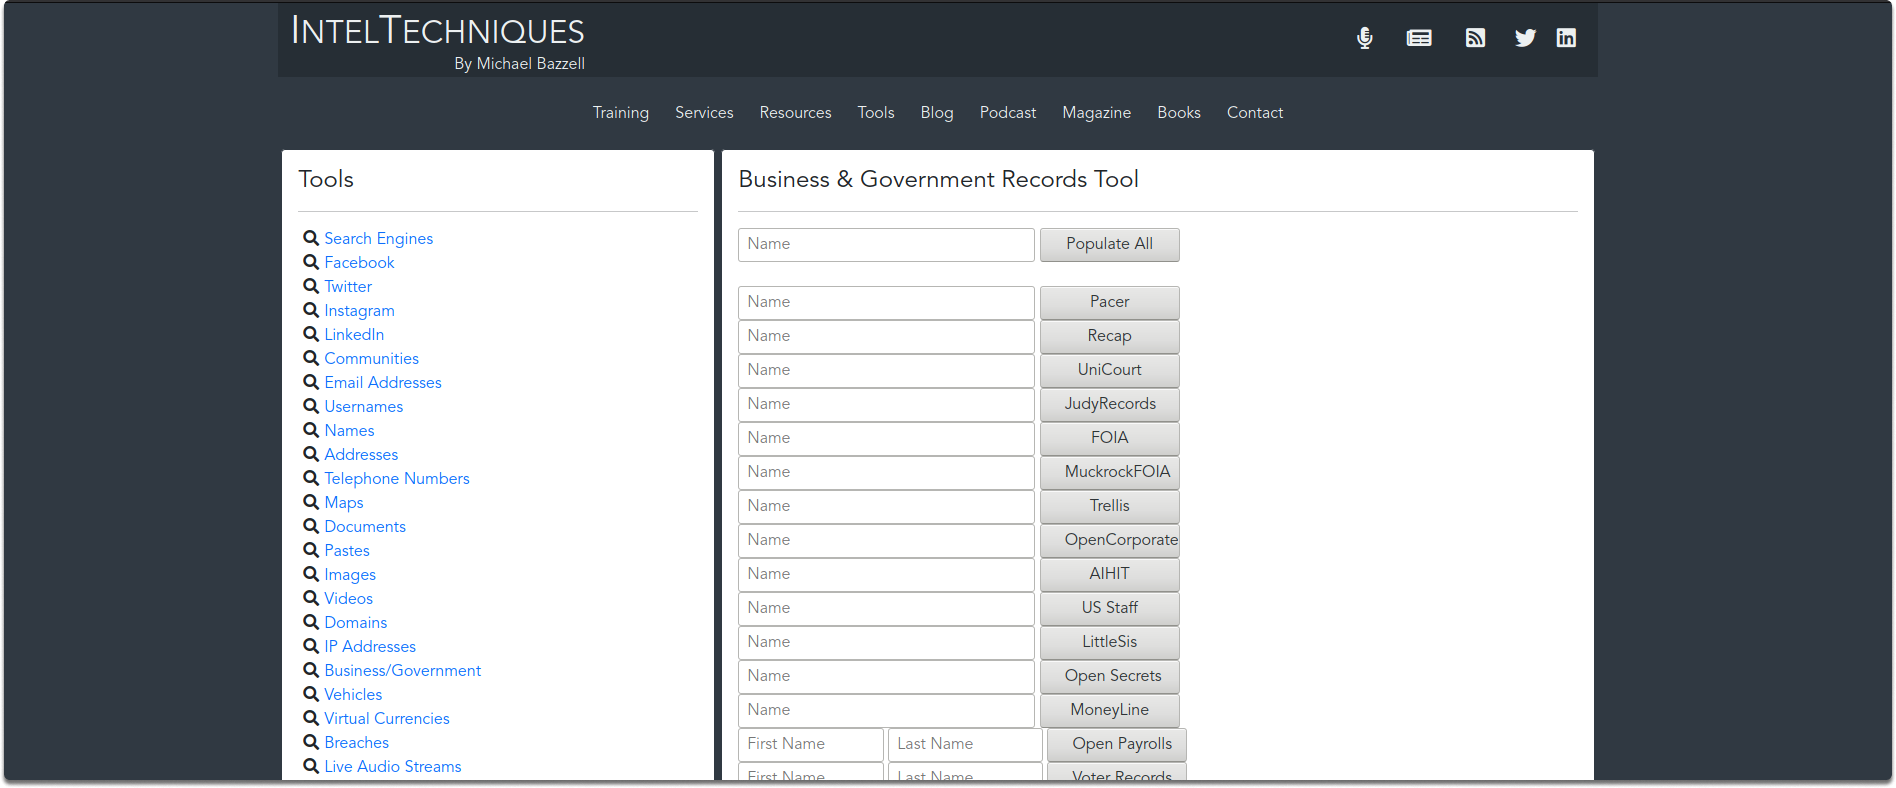 INTELTECHNIQUES
By Michael Bazzell
Training Services Resources Tools Blog Podcast Magazine Books Contact
Tools
Search Engines
Facebook
Twitter
Instagram
LinkedIn
Communities
Email Addresses
Usernames
Names
Addresses
Telephone Numbers
Maps
Documents
Pastes
Images
Videos
Domains
IP Addresses
Business/Government
Vehicles
Virtual Currencies
Breaches
Live Audio Streams
Business & Government Records Tool
Name Populate All
Name Pacer
Name Recap
Name UniCourt
Name JudyRecords
Name FOIA
Name MuckrockFOIA
Name Trellis
Name OpenCorporate
Name AIHIT
Name US Staff
Name LittleSis
Name Open Secrets
Name MoneyLine
First Name Last Name Open Payrolls
First Name Last Name Voter Records